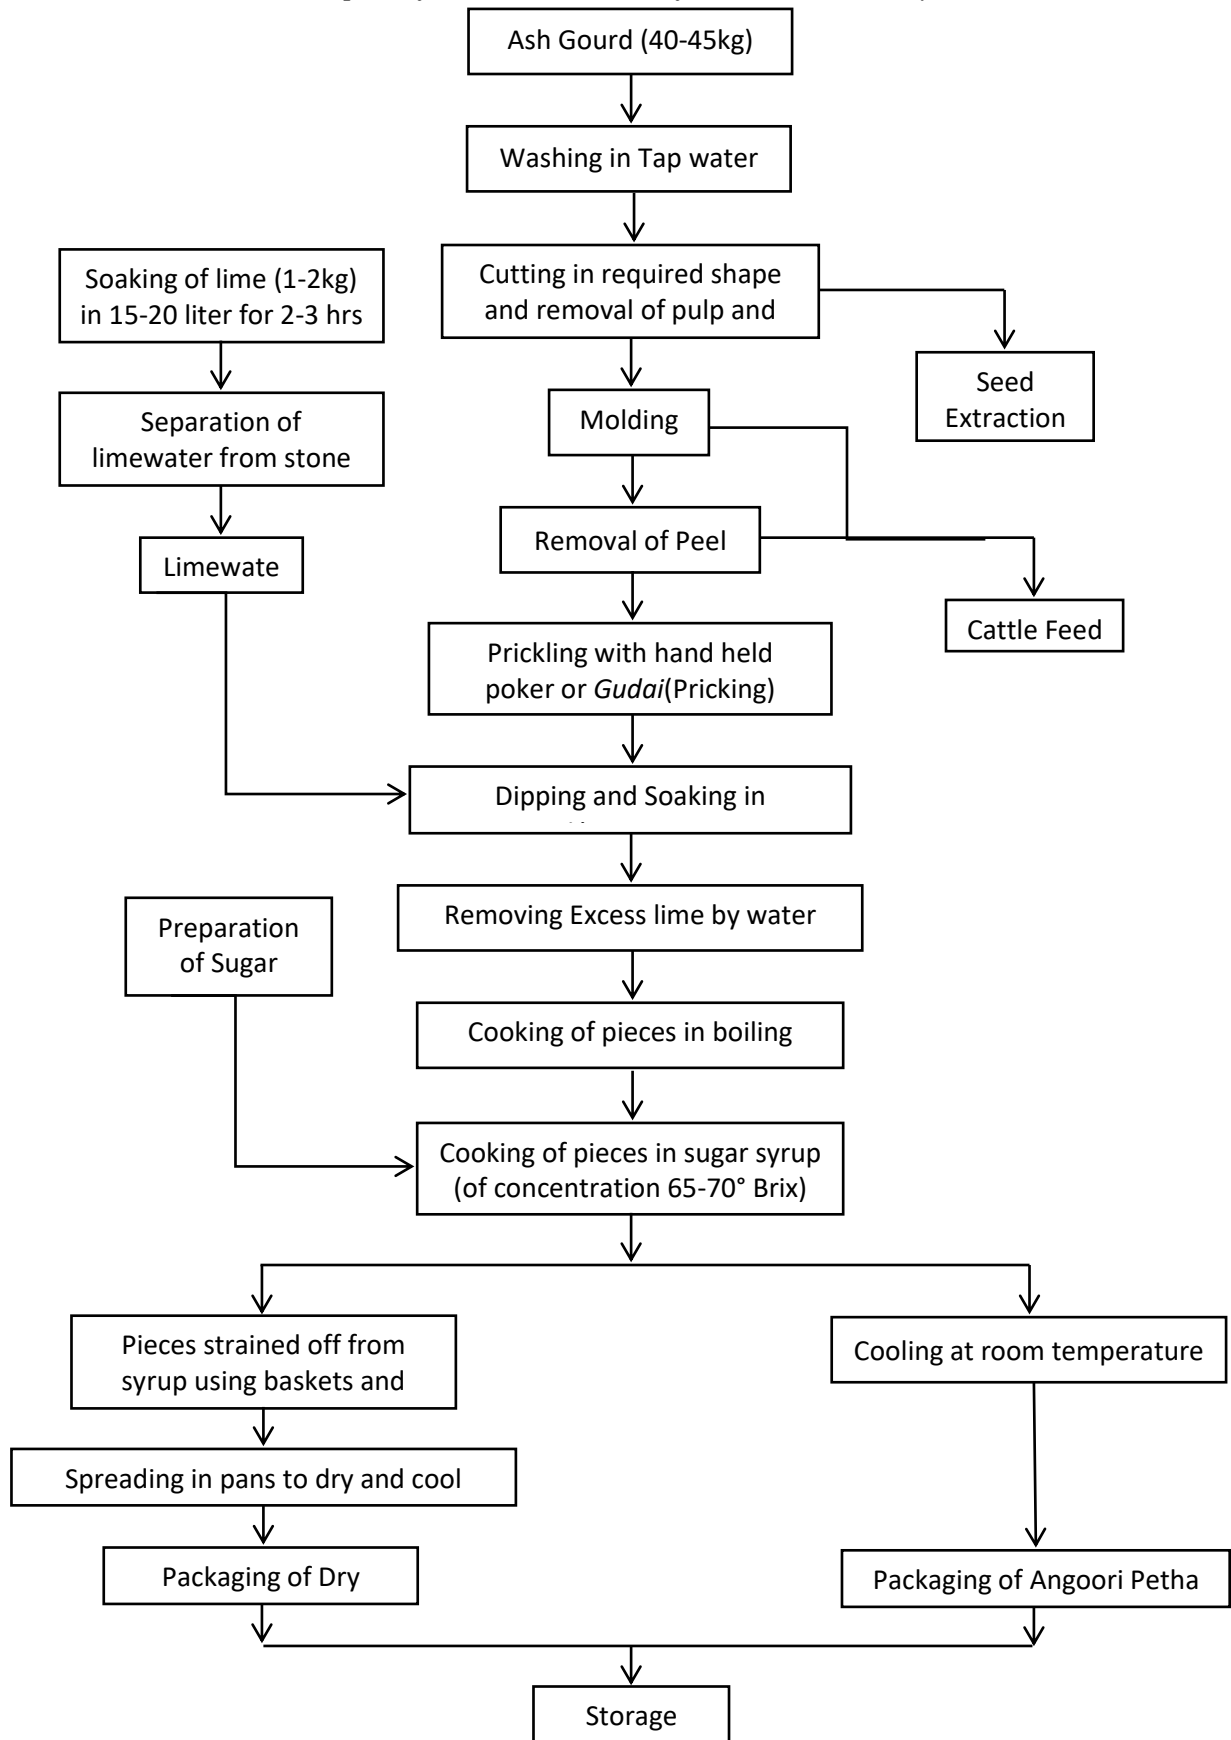 Ash Gourd (40-45kg)
Washing in Tap water
Cutting in required shape
and removal of pulp and
Soaking of lime (1-2kg)
in 15-20 liter for 2-3 hrs
Seed
Extraction
Molding
Separation of
limewater from stone
Removal of Peel
Limewate
Cattle Feed
Prickling with hand held
poker or Gudai(Pricking)
Dipping and Soaking in
Removing Excess lime by water
Preparation
of Sugar
Cooking of pieces in boiling
Cooking of pieces in sugar syrup
(of concentration 65-70° Brix)
Pieces strained off from
syrup using baskets and
Cooling at room temperature
Spreading in pans to dry and cool
Packaging of Dry
Packaging of Angoori Petha
Storage